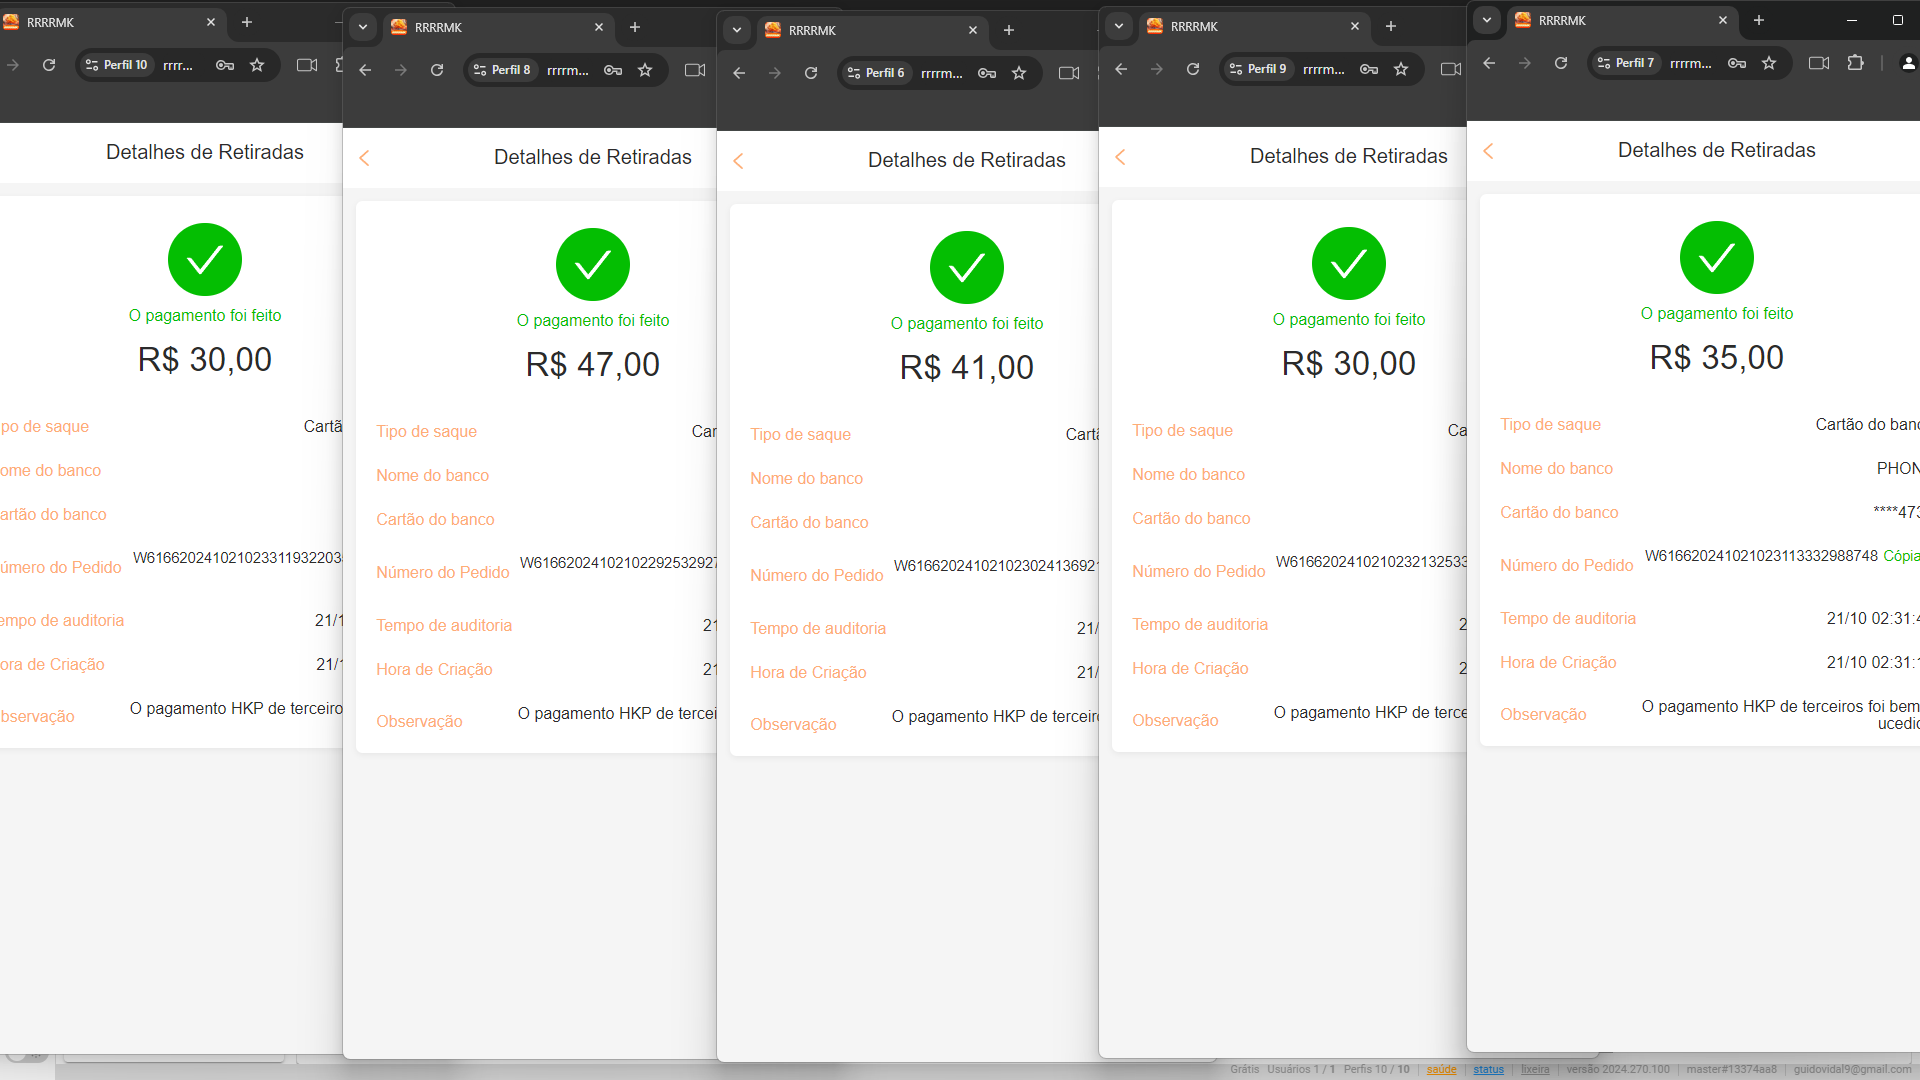 RRRRMK
Perfil 10 rrrr...
Detalhes de Retiradas
O pagamento foi feito
R$ 30,00
po de saque Cartã
ome do banco
artão do banco
úmero do Pedido W616620241021023311932203
empo de auditoria 21/1
ora de Criação 21/1
bservação O pagamento HKP de terceiro
RRRRMK
Perfil 8 rrrrm...
Detalhes de Retiradas
O pagamento foi feito
R$ 47,00
Tipo de saque Car
Nome do banco
Cartão do banco
Número do Pedido W61662024102102292532927
Tempo de auditoria 21
Hora de Criação 21
Observação O pagamento HKP de tercei
RRRRMK
Perfil 6 rrrrm...
Detalhes de Retiradas
O pagamento foi feito
R$ 41,00
Tipo de saque Cartã
Nome do banco
Cartão do banco
Número do Pedido W61662024102102302413692
Tempo de auditoria 21/
Hora de Criação 21/
Observação O pagamento HKP de terceiro
RRRRMK
Perfil 9 rrrrm...
Detalhes de Retiradas
O pagamento foi feito
R$ 30,00
Tipo de saque Ca
Nome do banco
Cartão do banco
Número do Pedido W6166202410210232132533
Tempo de auditoria 2
Hora de Criação 2
Observação O pagamento HKP de terce
RRRRMK
Perfil 7 rrrrm...
Detalhes de Retiradas
O pagamento foi feito
R$ 35,00
Tipo de saque Cartão do banc
Nome do banco PHON
Cartão do banco ****473
Número do Pedido W6166202410210231133329887​48 Cópia
Tempo de auditoria 21/10 02:31:4
Hora de Criação 21/10 02:31:1
Observação O pagamento HKP de terceiros foi bem
ucedic
Grátis Usuários 1 / 1 Perfis 10 / 10 saúde status lixeira versão 2024.270.100 master#13374aa8 guidovidal9@gmail.com